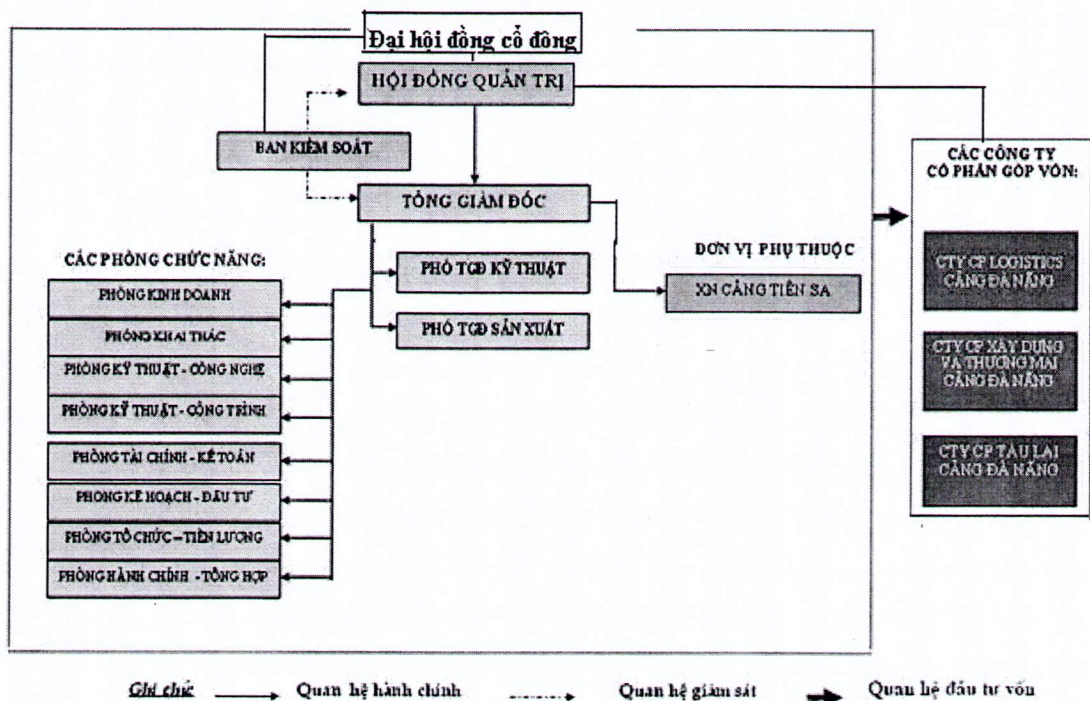 Đại hội đồng cổ đông
HỘI ĐỒNG QUẢN TRỊ
BAN KIỂM SOÁT
TỔNG GIÁM ĐỐC
CÁC CÔNG TY
CỔ PHẦN GÓP VỐN:
CÁC PHÒNG CHỨC NĂNG:
PHÓ TGĐ KỸ THUẬT
PHÓ TGĐ SẢN XUẤT
ĐƠN VỊ PHỤ THUỘC
XN CẢNG TIÊN SA
CTY CP LOGISTICS
CẢNG ĐÀ NẴNG
CTY CP XÂY DỰNG
VÀ THƯƠNG MẠI
CẢNG ĐÀ NẴNG
CTY CP TÀU LAI
CẢNG ĐÀ NẴNG
PHÒNG KINH DOANH
PHÒNG KHAI THÁC
PHÒNG KỸ THUẬT - CÔNG NGHỆ
PHÒNG KỸ THUẬT - CÔNG TRÌNH
PHÒNG TÀI CHÍNH - KẾ TOÁN
PHÒNG KẾ HOẠCH - ĐẦU TƯ
PHÒNG TỔ CHỨC – TIỀN LƯƠNG
PHÒNG HÀNH CHÍNH - TỔNG HỢP
Ghi chú: Quan hệ hành chính Quan hệ giám sát Quan hệ đầu tư vốn